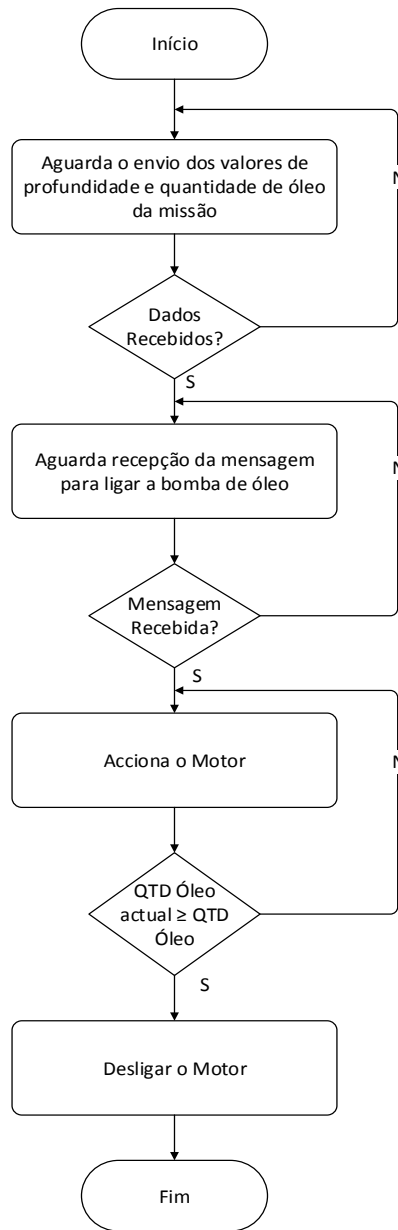 Início
Aguarda o envio dos valores de
profundidade e quantidade de óleo
da missão
N
Dados
Recebidos?
S
Aguarda recepção da mensagem
para ligar a bomba de óleo
N
Mensagem
Recebida?
S
Acciona o Motor
N
QTD Óleo
actual ≥ QTD
Óleo
S
Desligar o Motor
Fim